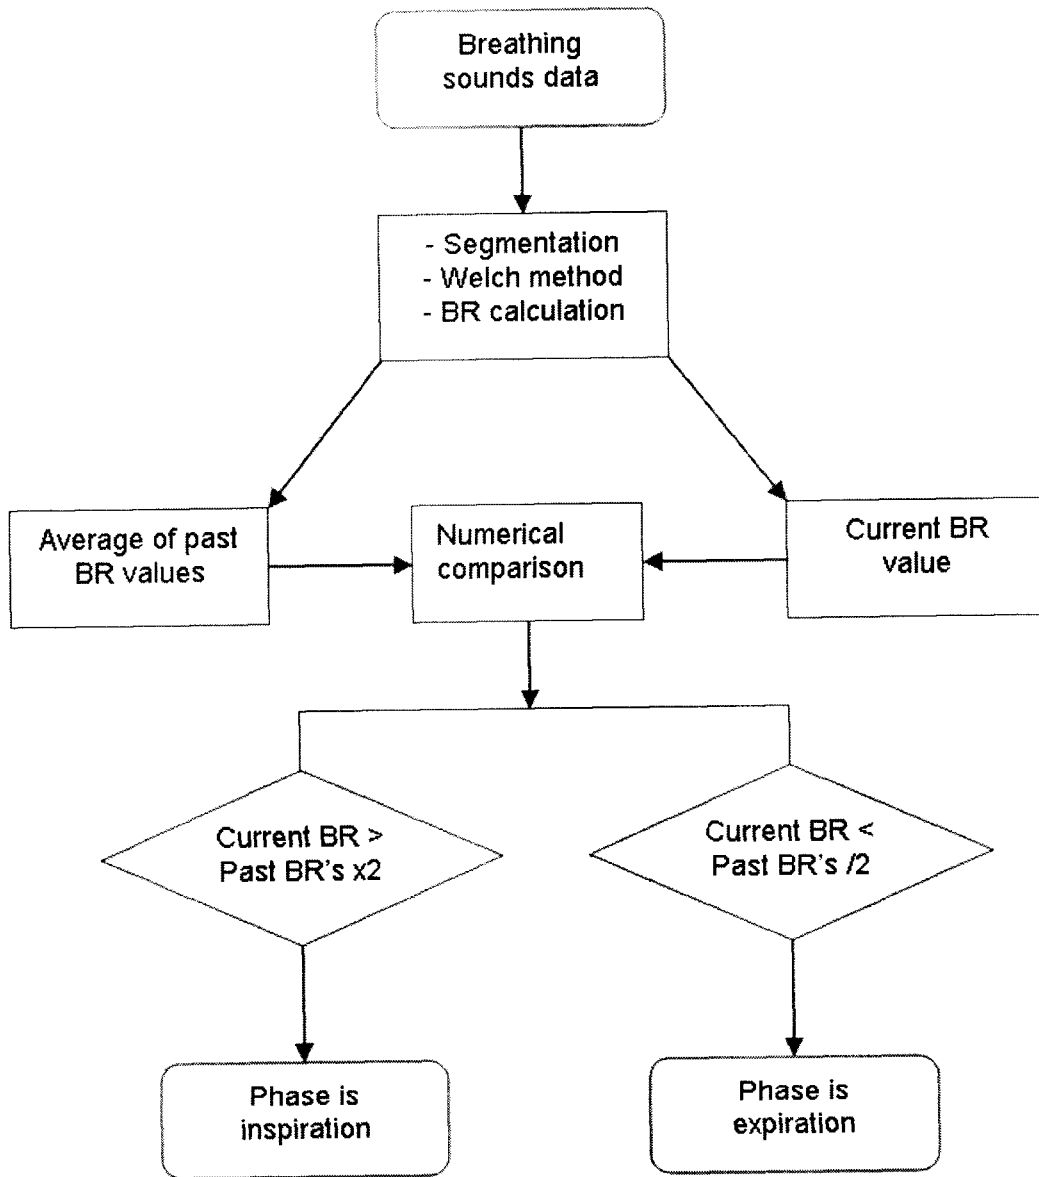 Breathing
sounds data
- Segmentation
- Welch method
- BR calculation
Average of past
BR values
Numerical
comparison
Current BR
value
Current BR >
Past BR's x2
Current BR <
Past BR's /2
Phase is
inspiration
Phase is
expiration